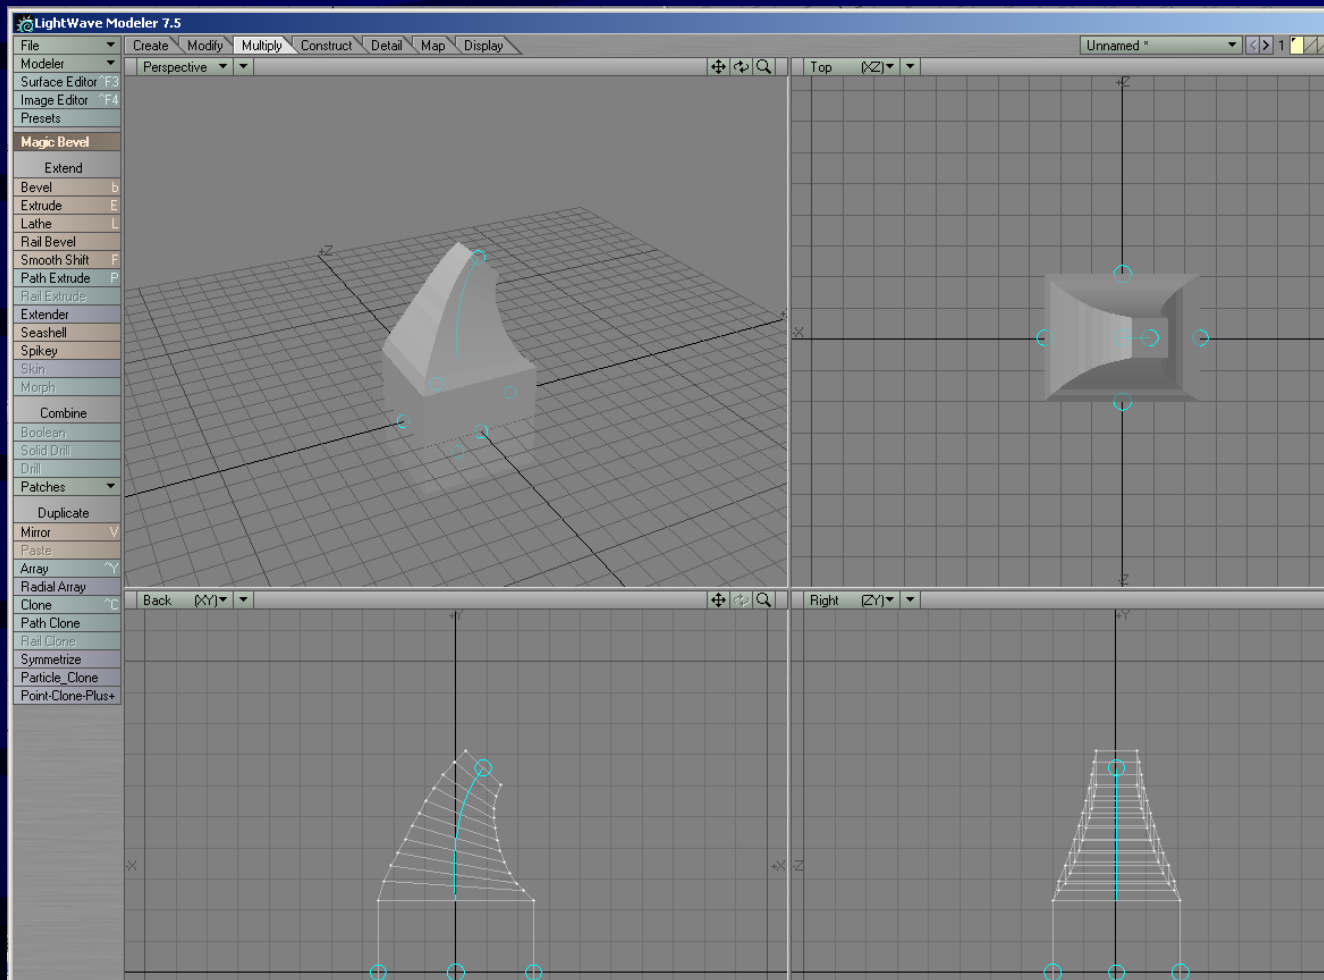 LightWave Modeler 7.5
File
Create Modify Multiply Construct Detail Map Display
Unnamed *
1
Modeler
Surface Editor ^F3
Image Editor ^F4
Presets
Magic Bevel
Extend
Bevel b
Extrude E
Lathe L
Rail Bevel
Smooth Shift F
Path Extrude P
Rail Extrude
Extender
Seashell
Spikey
Skin
Morph
Combine
Boolean
Solid Drill
Drill
Patches
Duplicate
Mirror V
Paste
Array ^Y
Radial Array
Clone ^C
Path Clone
Rail Clone
Symmetrize
Particle_Clone
Point-Clone-Plus+
Perspective
+Z
Top (XZ)
+Z
-X
-Z
Back (XY)
+Y
-X
+X
Right (ZY)
+Y
-Z